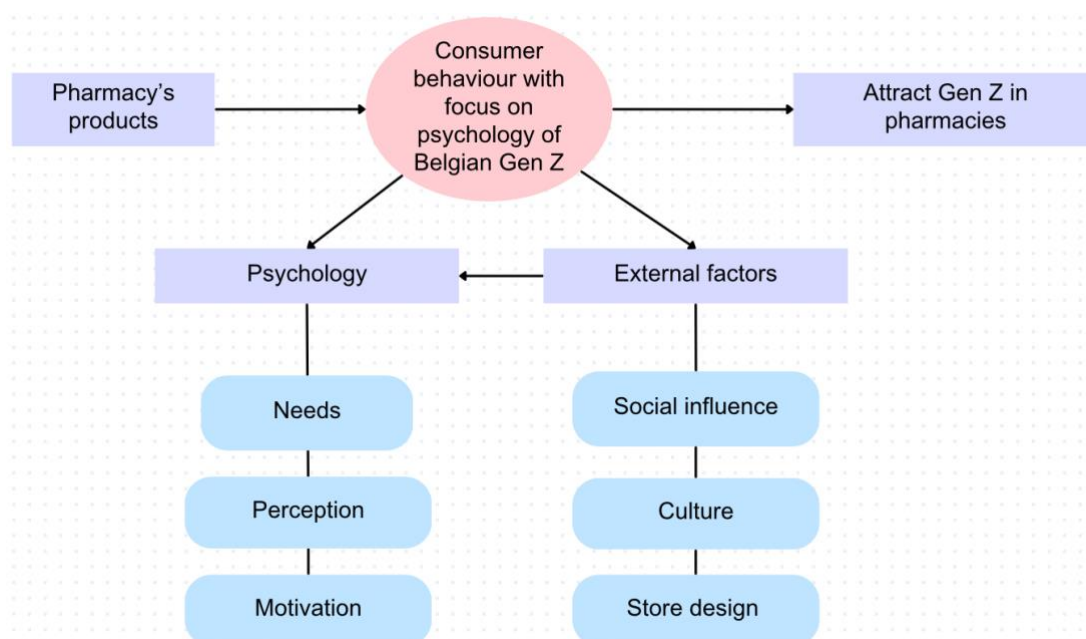 Consumer
behaviour with
focus on
psychology of
Belgian Gen Z
Pharmacy's
products
Attract Gen Z in
pharmacies
Psychology
External factors
Needs
Social influence
Perception
Culture
Motivation
Store design